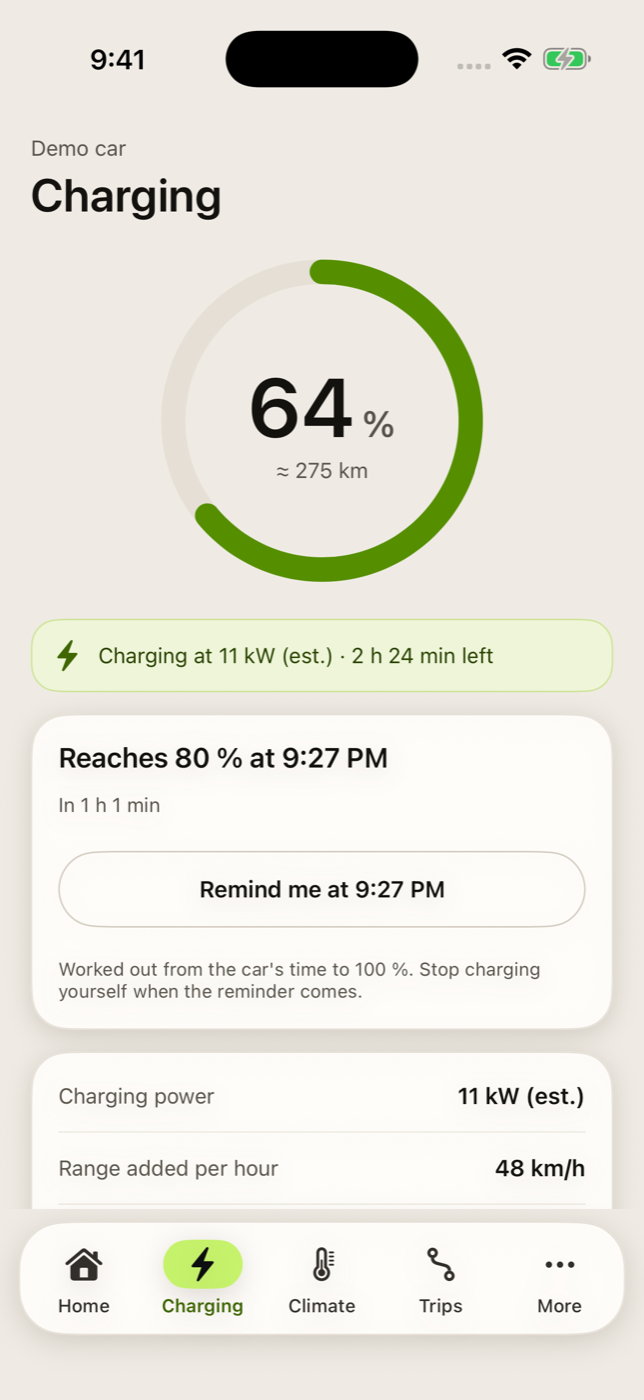 9:41
Demo car
Charging
64 %
≈ 275 km
Charging at 11 kW (est.) · 2 h 24 min left
Reaches 80 % at 9:27 PM
In 1 h 1 min
Remind me at 9:27 PM
Worked out from the car's time to 100 %. Stop charging
yourself when the reminder comes.
Charging power 11 kW (est.)
Range added per hour 48 km/h
Home Charging Climate Trips More